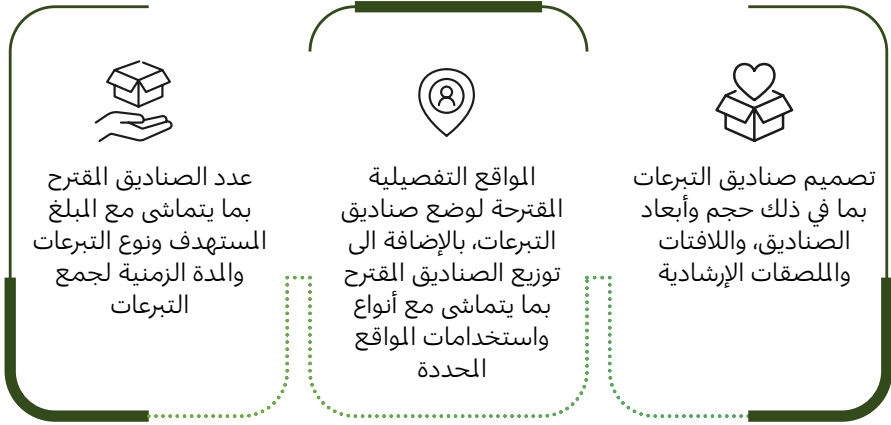 تصميم صناديق التبرعات
بما في ذلك حجم وأبعاد
الصناديق، واللافتات
والملصقات الإرشادية
المواقع التفصيلية
المقترحة لوضع صناديق
التبرعات، بالإضافة الى
توزيع الصناديق المقترح
بما يتماشى مع أنواع
واستخدامات المواقع
المحددة
عدد الصناديق المقترح
بما يتماشى مع المبلغ
المستهدف ونوع التبرعات
والمدة الزمنية لجمع
التبرعات